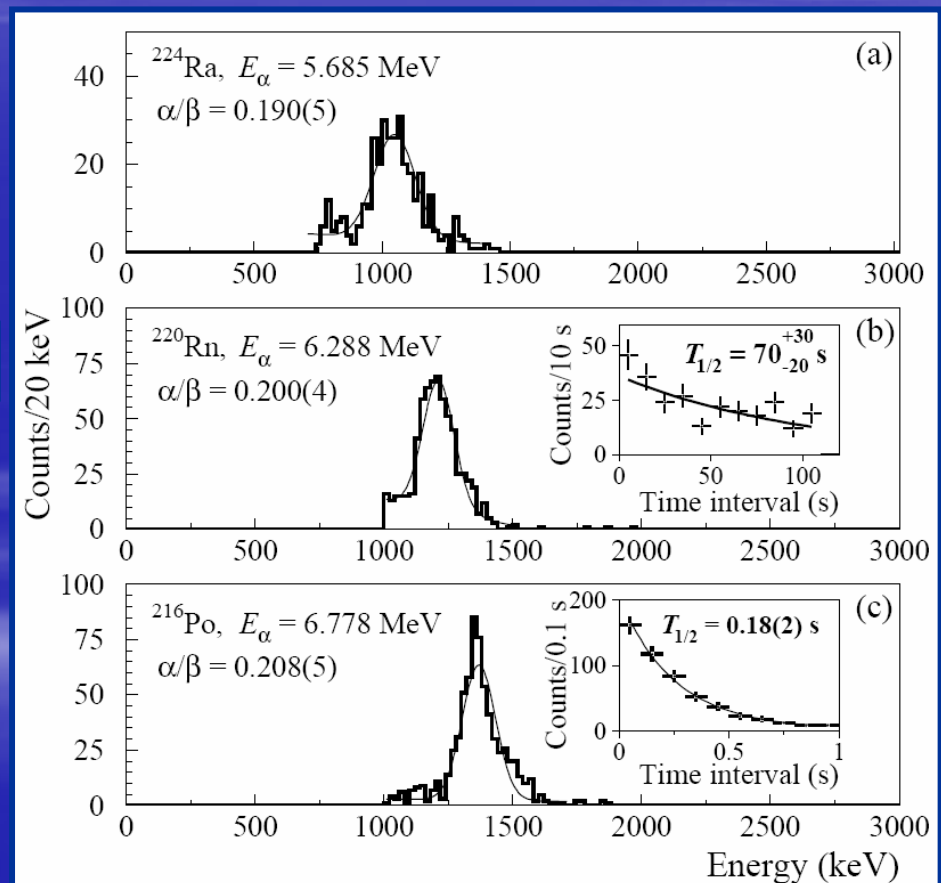 (a)
²²⁴Ra, Eα = 5.685 MeV
α/β = 0.190(5)
40
20
0
0 500 1000 1500 2000 2500 3000
Counts/20 keV
(b)
²²⁰Rn, Eα = 6.288 MeV
α/β = 0.200(4)
100
75
50
25
0
0 500 1000 1500 2000 2500 3000
T1/2 = 70 +30 -20 s
Counts/10 s
50
25
0
0 50 100
Time interval (s)
(c)
²¹⁶Po, Eα = 6.778 MeV
α/β = 0.208(5)
100
75
50
25
0
0 500 1000 1500 2000 2500 3000
T1/2 = 0.18(2) s
Counts/0.1 s
200
100
0
0 0.5 1
Time interval (s)
Energy (keV)